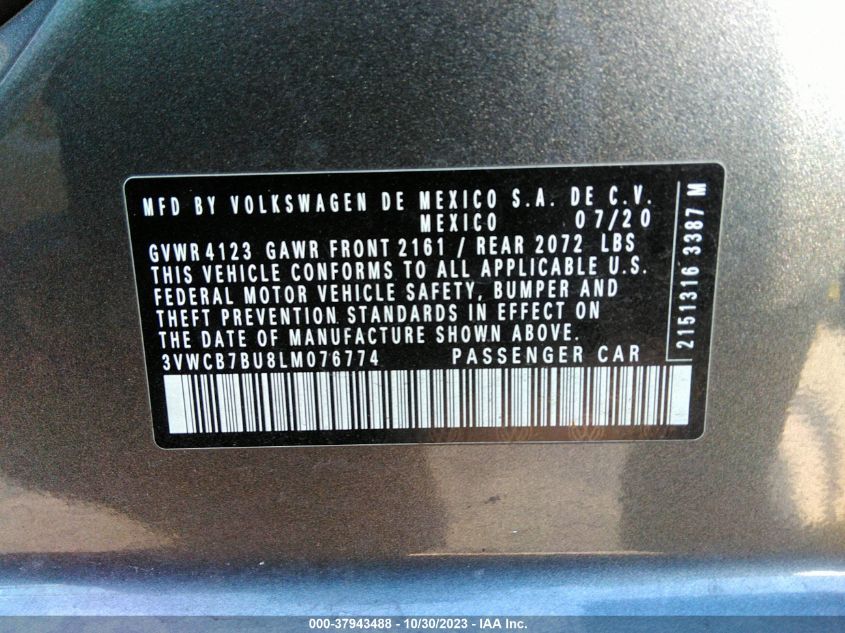 MFD BY VOLKSWAGEN DE MEXICO S.A. DE C.V.
MEXICO 07/20
GVWR 4123 GAWR FRONT 2161 / REAR 2072 LBS
THIS VEHICLE CONFORMS TO ALL APPLICABLE U.S.
FEDERAL MOTOR VEHICLE SAFETY, BUMPER AND
THEFT PREVENTION STANDARDS IN EFFECT ON
THE DATE OF MANUFACTURE SHOWN ABOVE.
3VWCB7BU8LM076774 PASSENGER CAR
2151316 3387 M
000-37943488 - 10/30/2023 - IAA Inc.